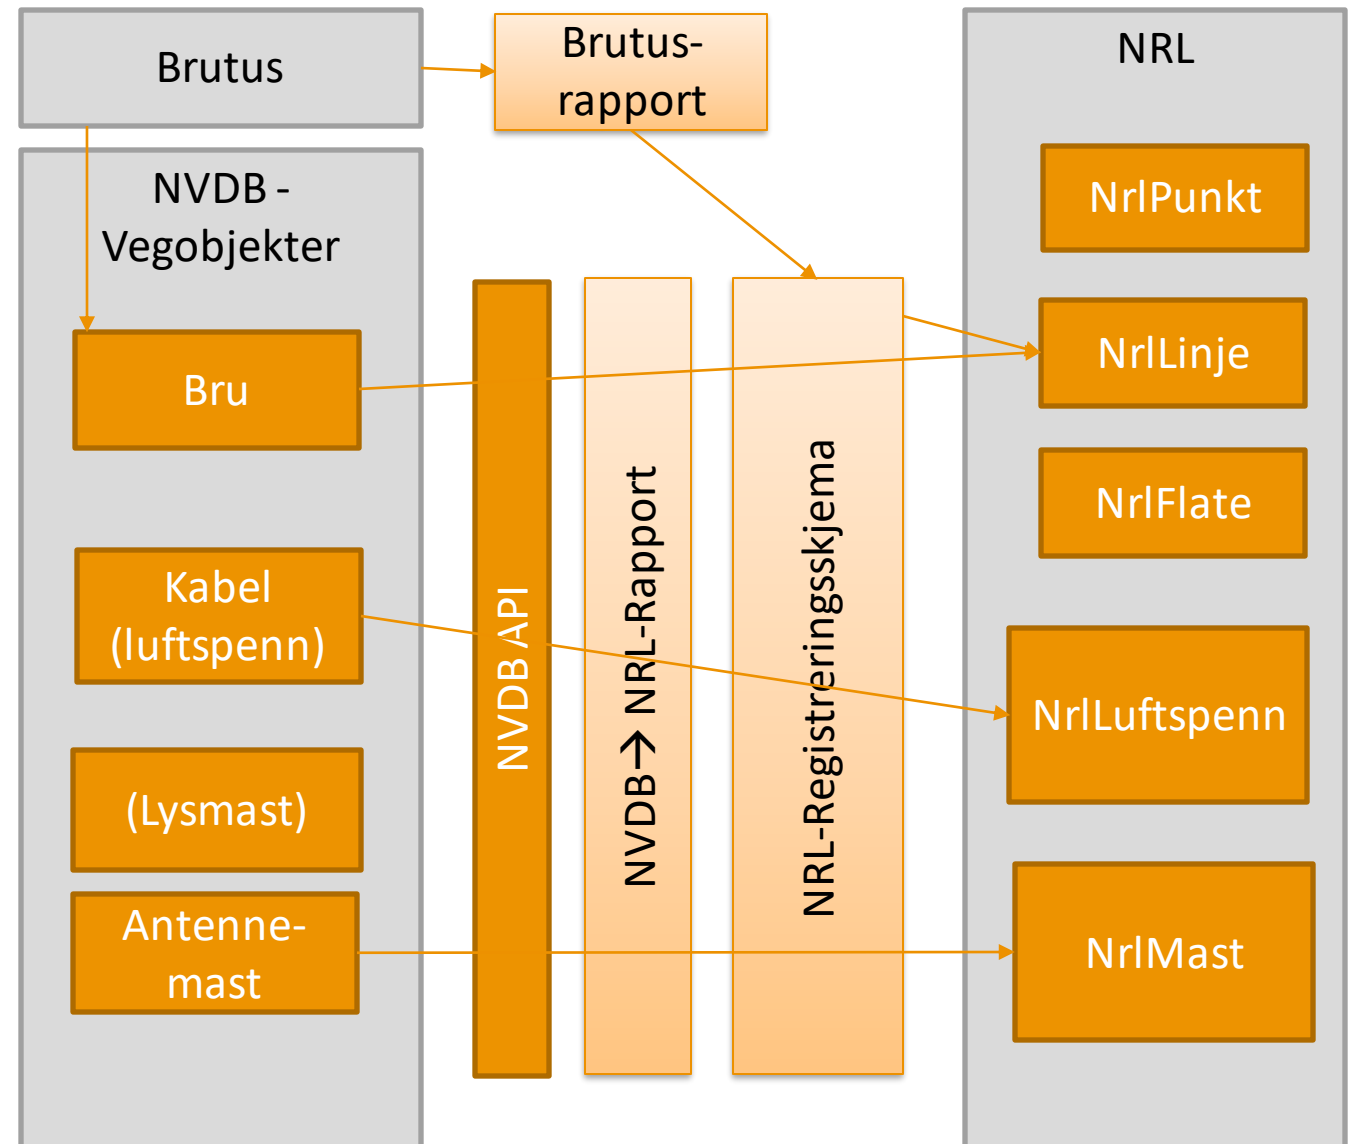 Brutus
Brutus-
rapport
NRL
NVDB -
Vegobjekter
Bru
Kabel
(luftspenn)
(Lysmast)
Antenne-
mast
NVDB API
NVDB→ NRL-Rapport
NRL-Registreringsskjema
NrlPunkt
NrlLinje
NrlFlate
NrlLuftspenn
NrlMast